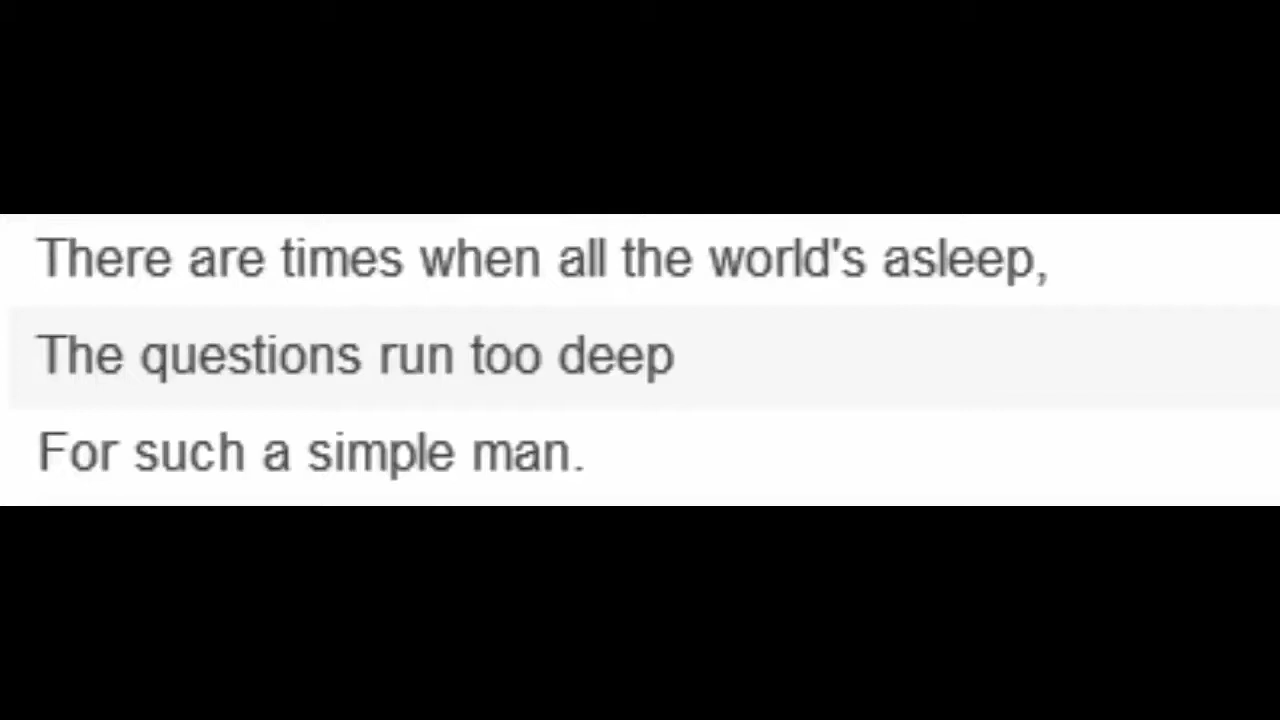 There are times when all the world's asleep,
The questions run too deep
For such a simple man.